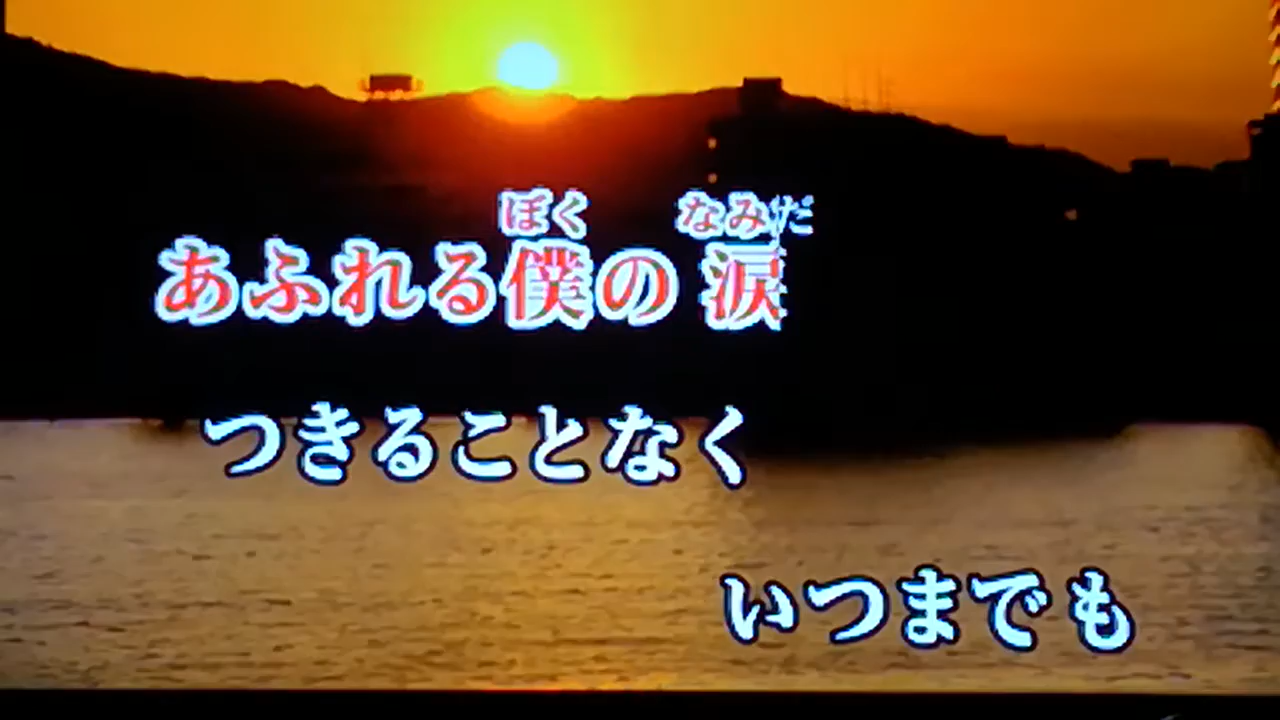 ぼく なみだ
あふれる僕の 涙
つきることなく
いつまでも